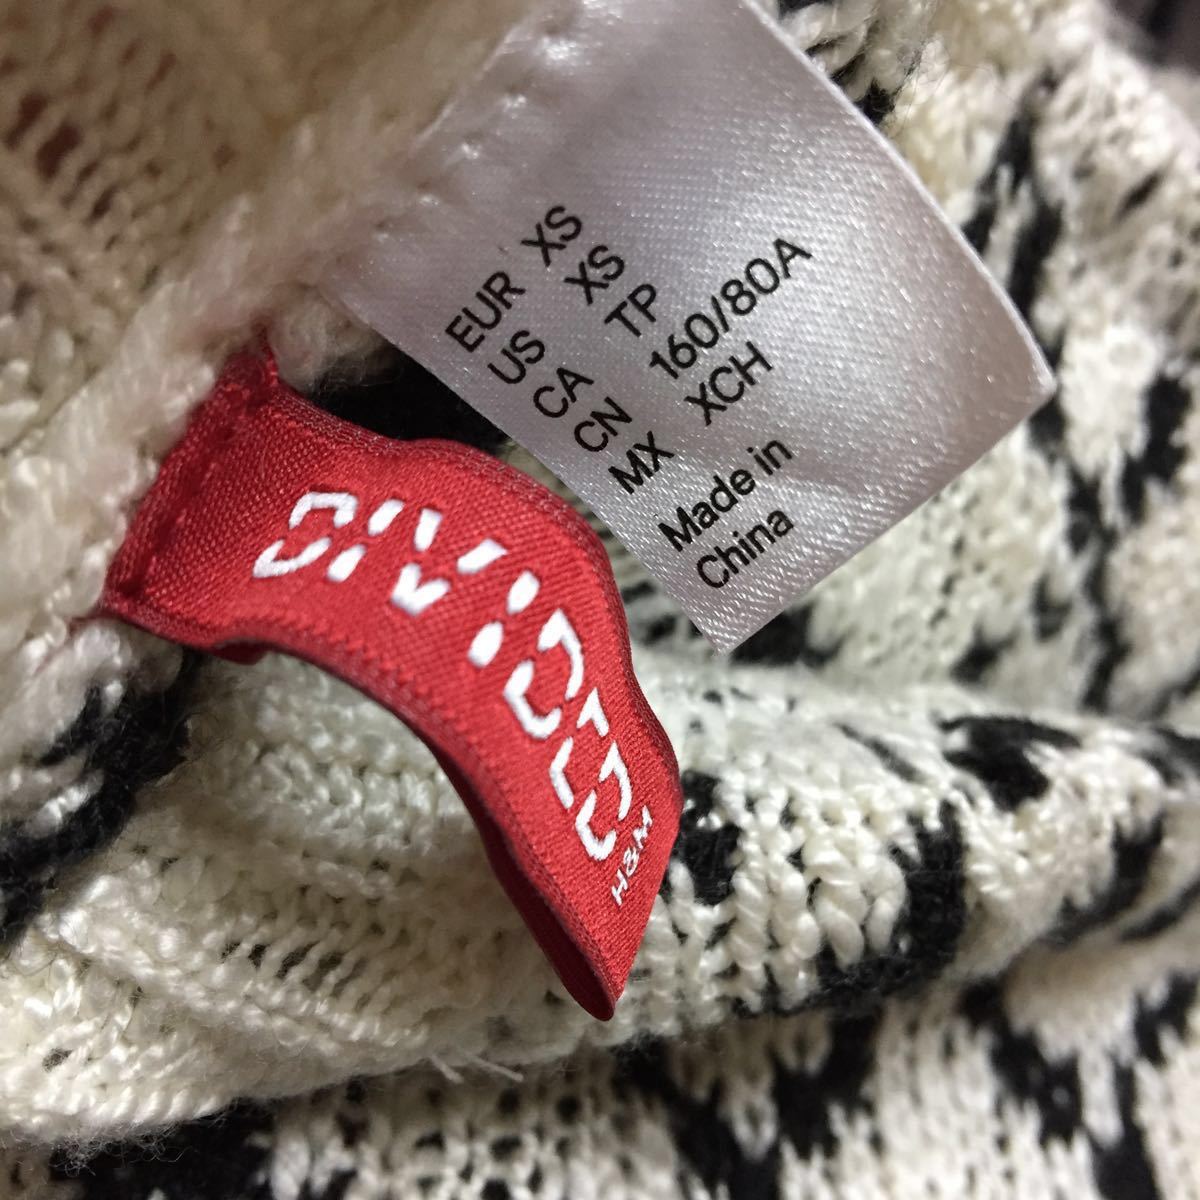 EUR XS
US XS
CA TP
CN 160/80A
MX XCH
Made in
China
DIVIDED
H&M